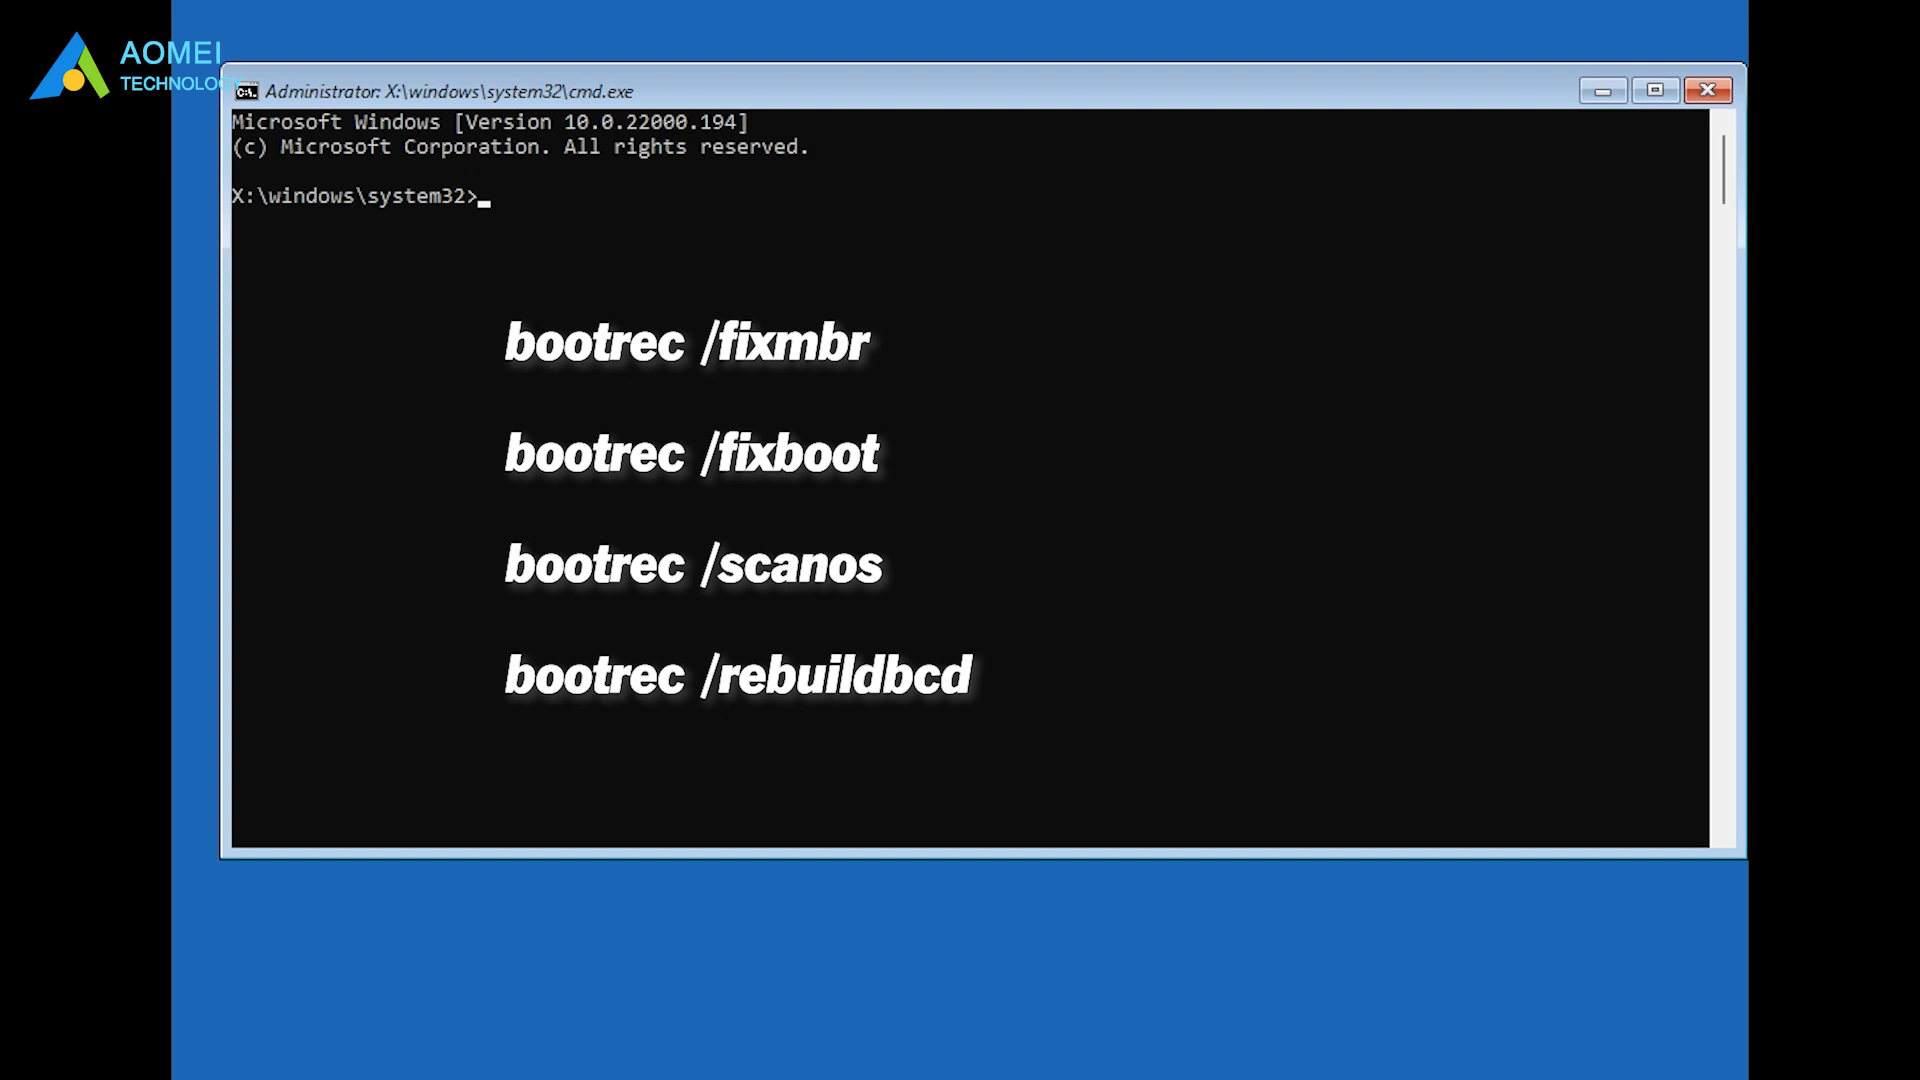 AOMEI
TECHNOLOGY
Administrator: X:\windows\system32\cmd.exe
Microsoft Windows [Version 10.0.22000.194]
(c) Microsoft Corporation. All rights reserved.
X:\windows\system32>
bootrec /fixmbr
bootrec /fixboot
bootrec /scanos
bootrec /rebuildbcd